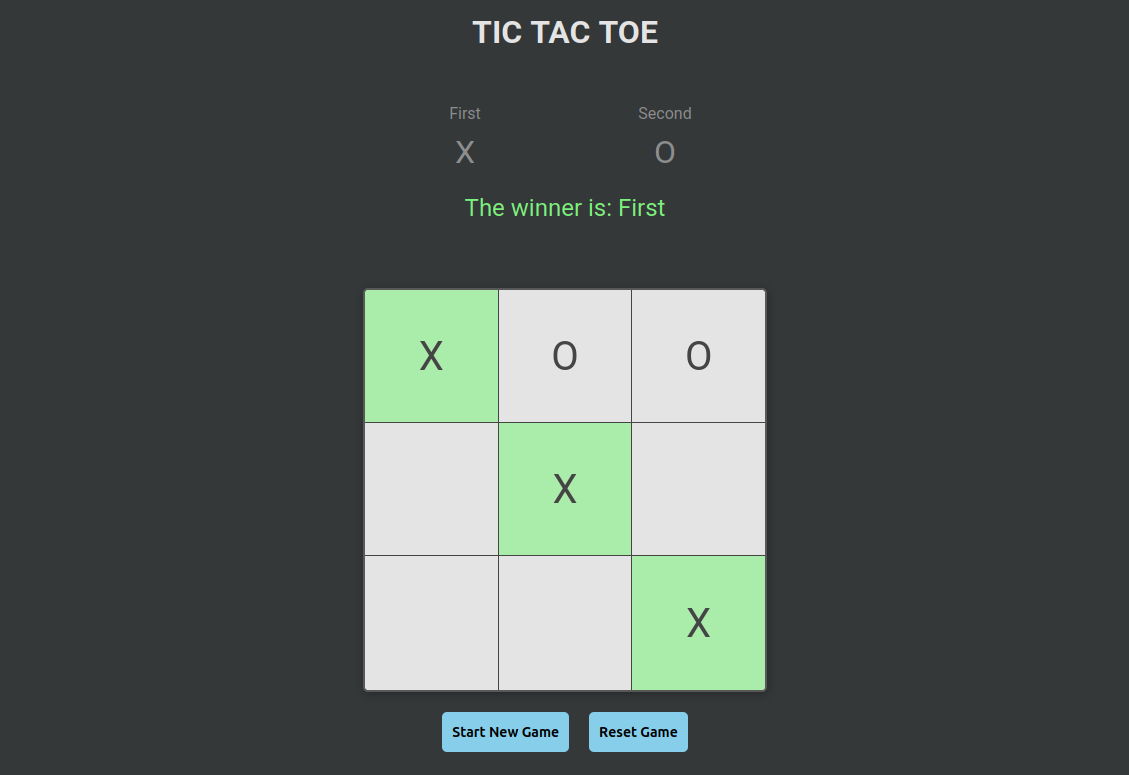 TIC TAC TOE
First Second
X O
The winner is: First
X O O
X
X
Start New Game Reset Game